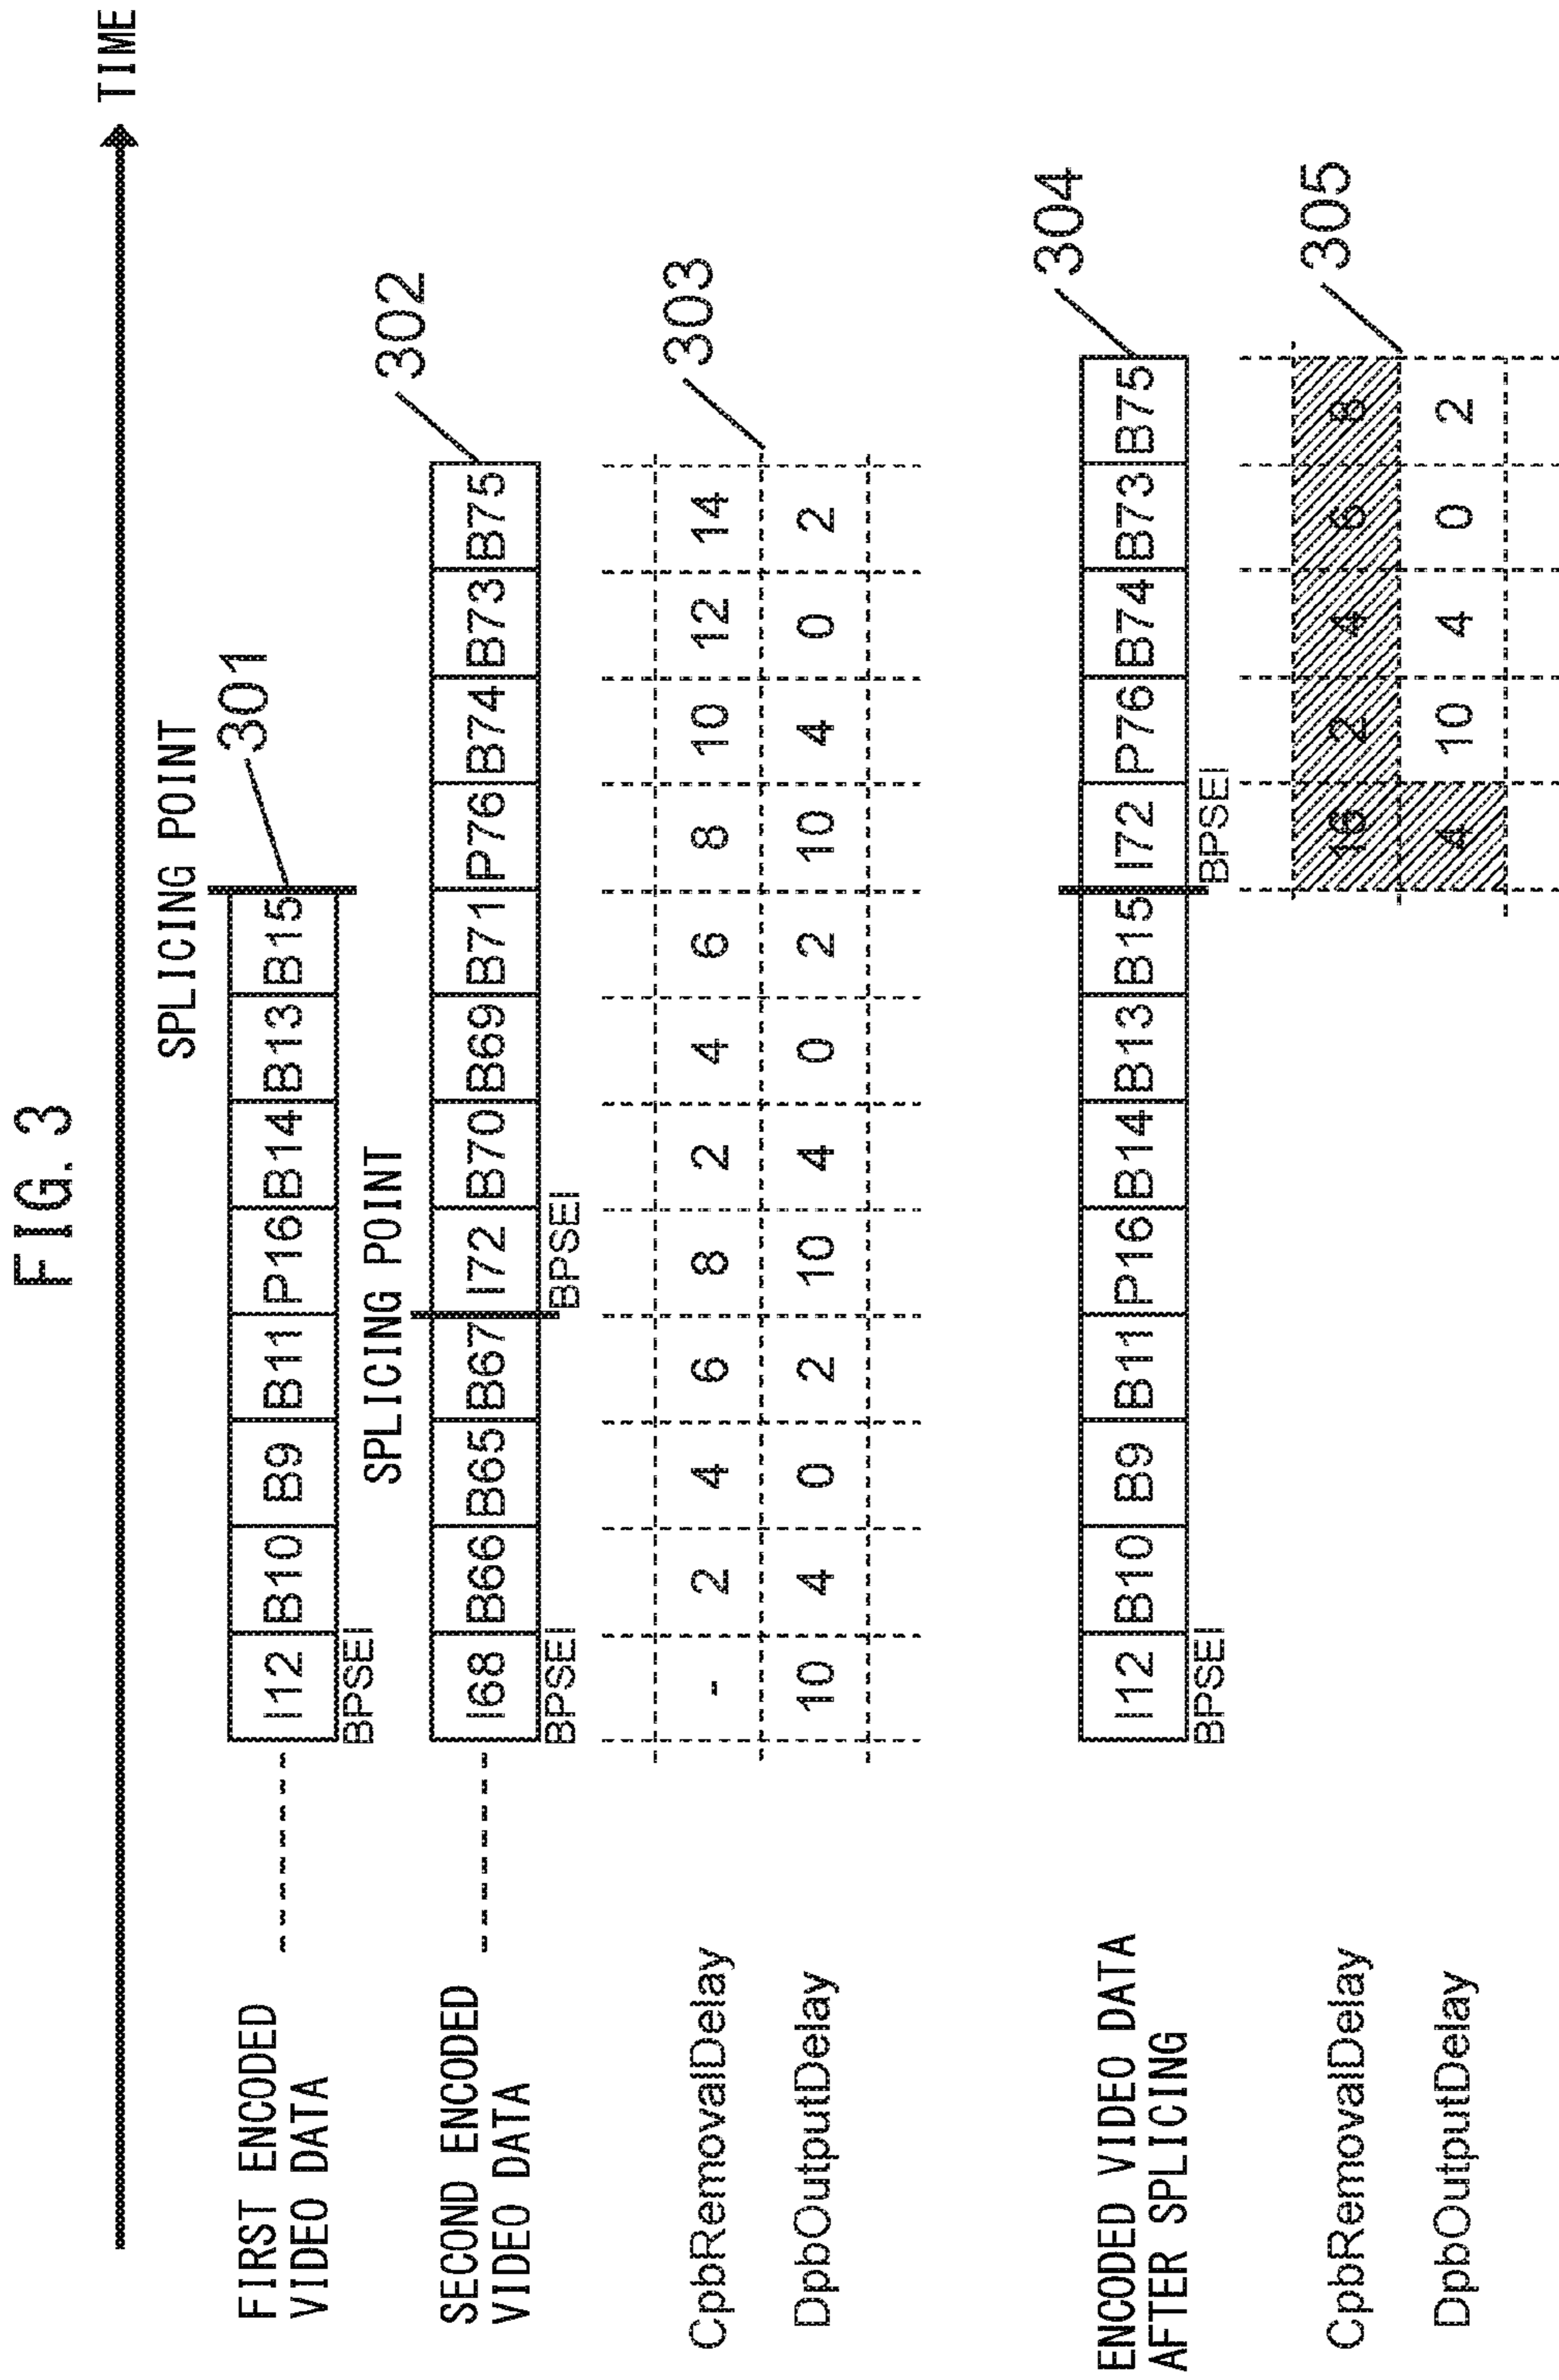 FIG. 3
TIME
SPLICING POINT
301
FIRST ENCODED
VIDEO DATA
I12 B10 B9 B11 P16 B14 B13 B15
BPSEI
SPLICING POINT
302
SECOND ENCODED
VIDEO DATA
I68 B66 B65 B67 I72 B70 B69 B71 P76 B74 B73 B75
BPSEI BPSEI
303
CpbRemovalDelay - 2 4 6 8 2 4 6 8 10 12 14
DpbOutputDelay 10 4 0 2 10 4 0 2 10 4 0 2
304
ENCODED VIDEO DATA
AFTER SPLICING
I12 B10 B9 B11 P16 B14 B13 B15 I72 P76 B74 B73 B75
BPSEI BPSEI
305
CpbRemovalDelay 16 2 4 6 8
DpbOutputDelay 4 10 4 0 2